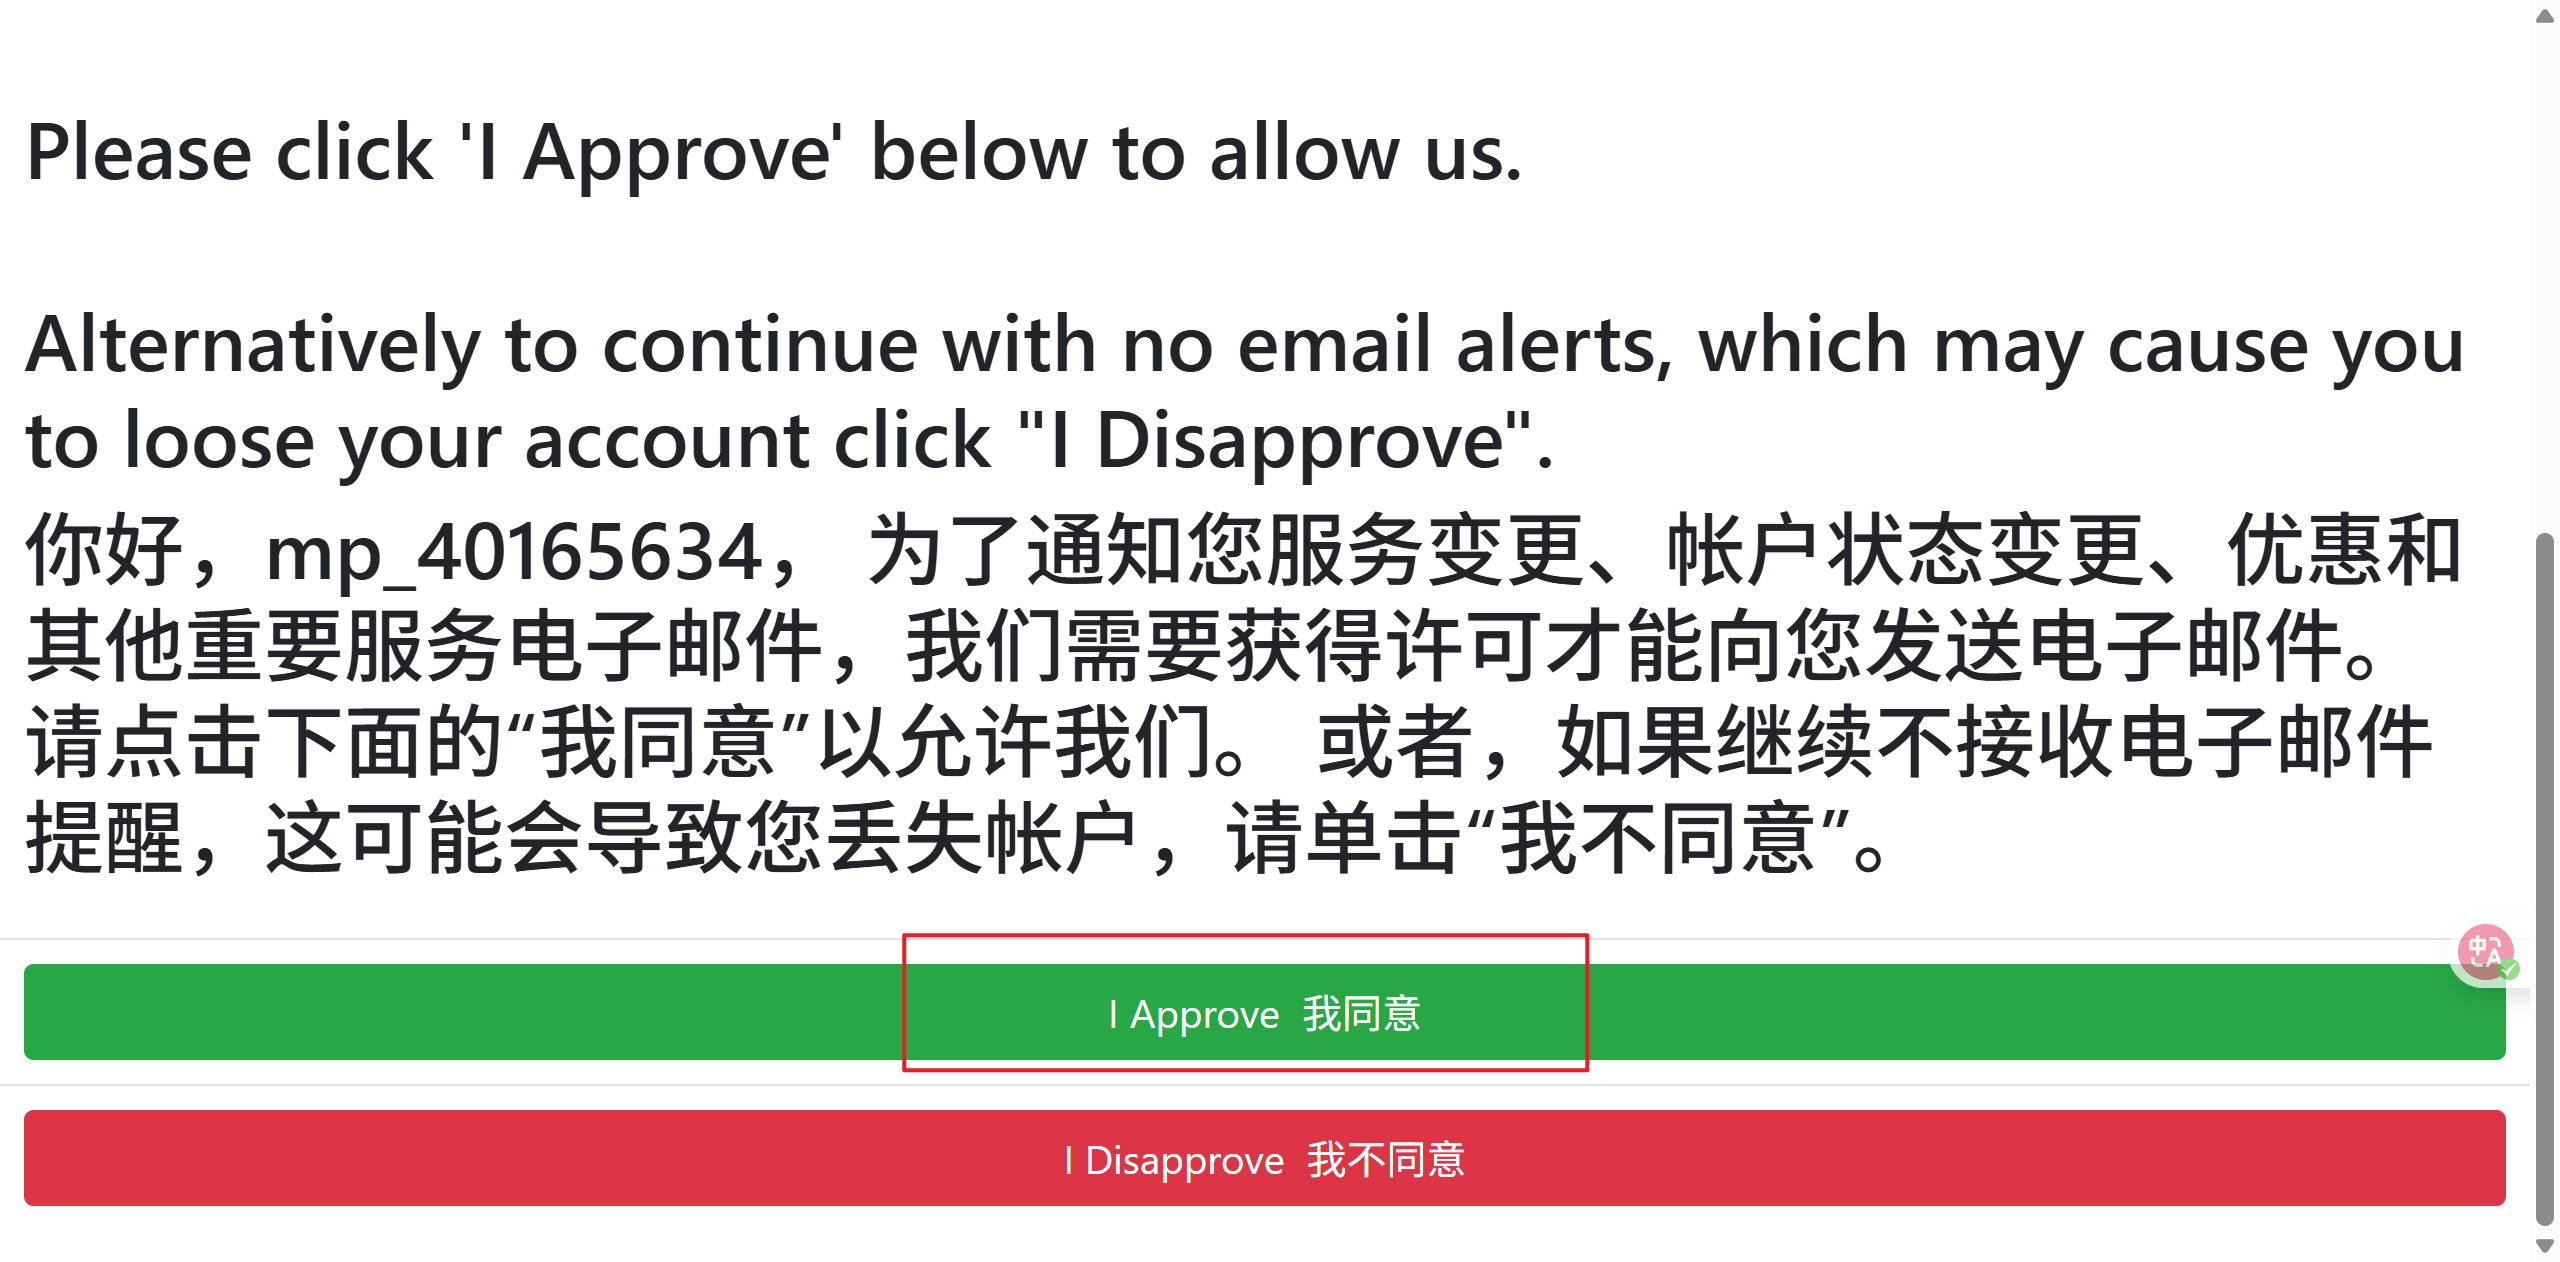 Please click 'I Approve' below to allow us.
Alternatively to continue with no email alerts, which may cause you
to loose your account click "I Disapprove".
你好，mp_40165634， 为了通知您服务变更、帐户状态变更、优惠和
其他重要服务电子邮件，我们需要获得许可才能向您发送电子邮件。
请点击下面的“我同意”以允许我们。 或者，如果继续不接收电子邮件
提醒，这可能会导致您丢失帐户，请单击“我不同意”。
I Approve 我同意
I Disapprove 我不同意